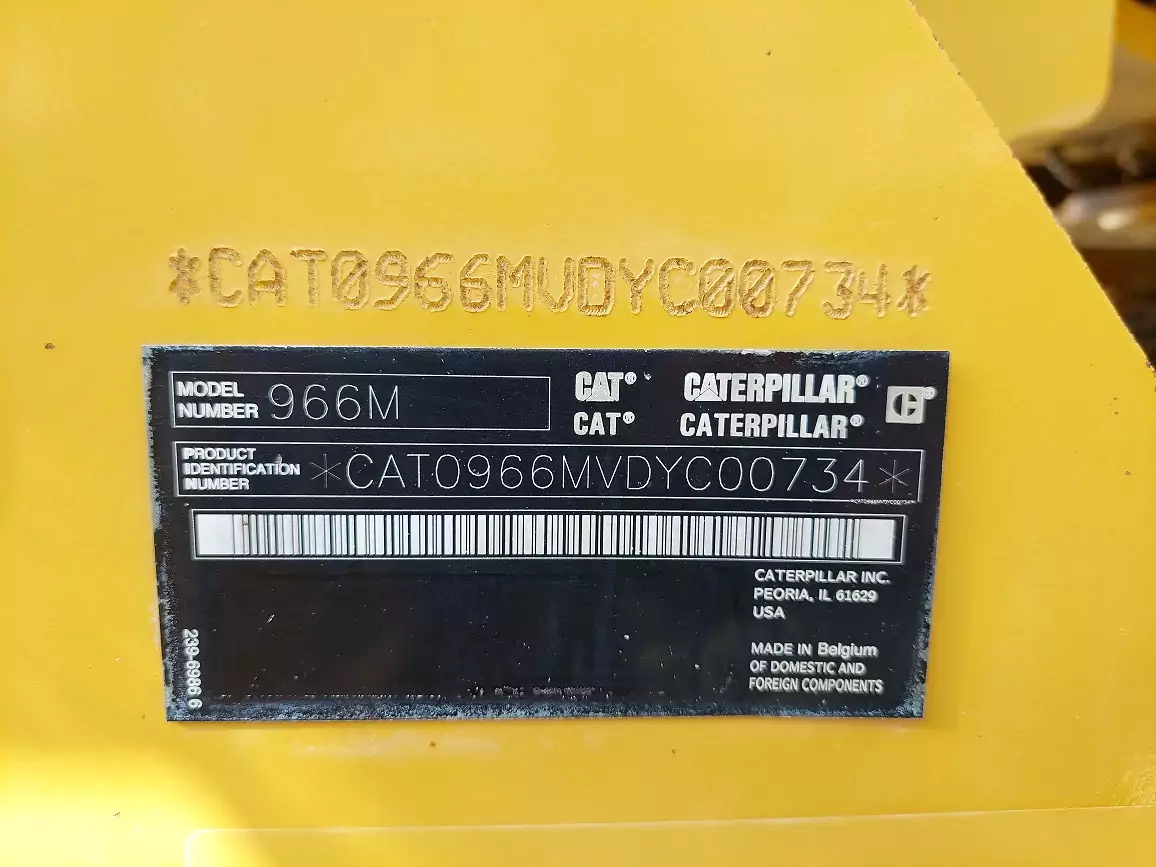 *CAT0966MVDYC00734*
MODEL NUMBER 966M
CAT® CATERPILLAR®
CAT® CATERPILLAR®
PRODUCT IDENTIFICATION NUMBER *CAT0966MVDYC00734*
*CAT0966MVDYC00734*
CATERPILLAR INC.
PEORIA, IL 61629
USA
MADE IN Belgium
OF DOMESTIC AND
FOREIGN COMPONENTS
239-6986 6